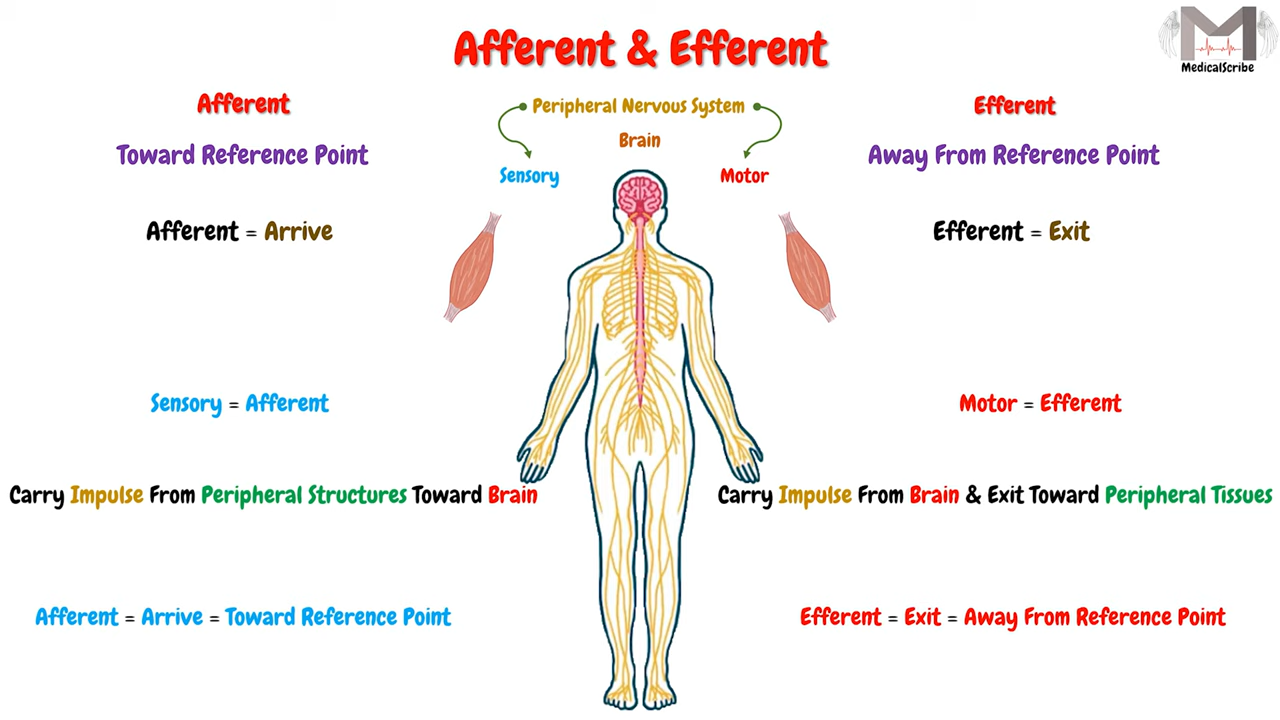 Afferent & Efferent
MedicalScribe
Afferent
Toward Reference Point
Afferent = Arrive
Sensory = Afferent
Carry Impulse From Peripheral Structures Toward Brain
Afferent = Arrive = Toward Reference Point
Peripheral Nervous System
Brain
Sensory
Motor
Efferent
Away From Reference Point
Efferent = Exit
Motor = Efferent
Carry Impulse From Brain & Exit Toward Peripheral Tissues
Efferent = Exit = Away From Reference Point